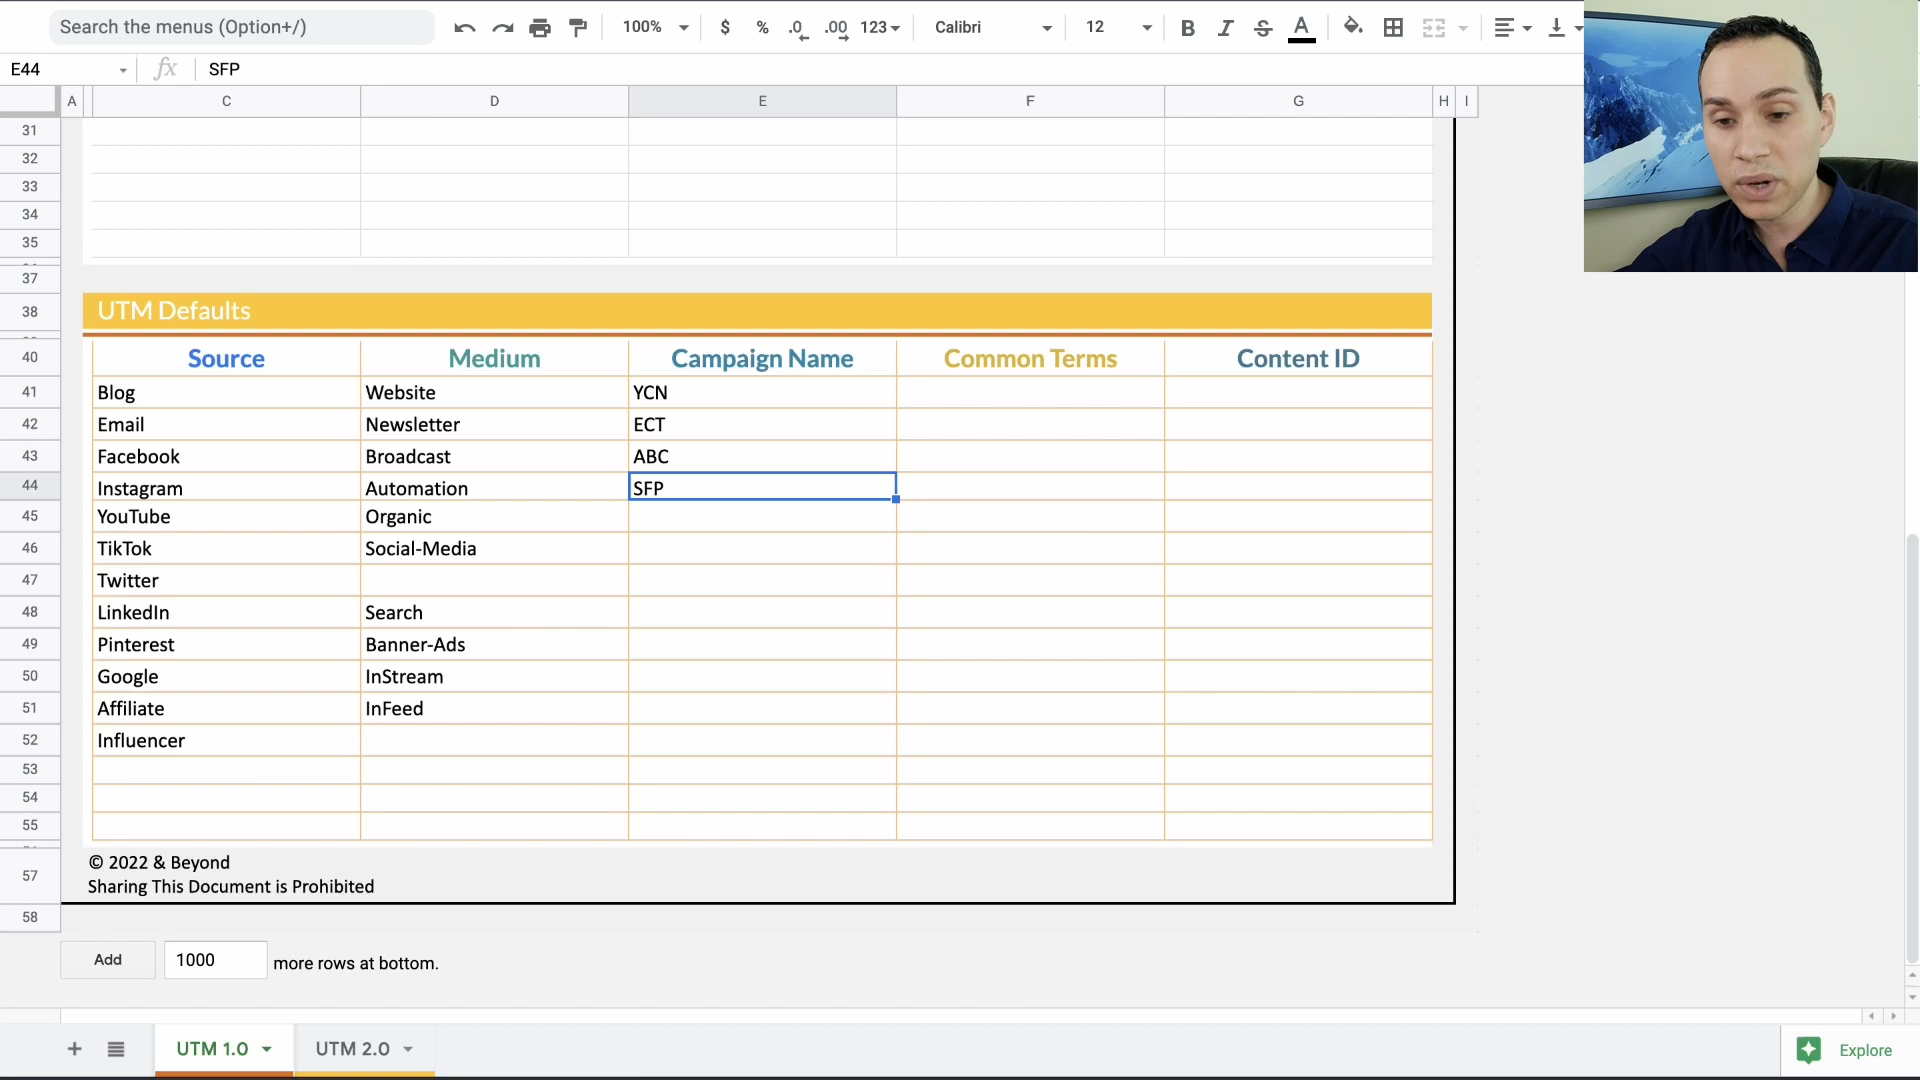 Search the menus (Option+/) 100% $ % .0 .00 123 Calibri 12 B I S A
E44 fx SFP
A C D E F G H I
31
32
33
34
35
37
38 UTM Defaults
40 Source Medium Campaign Name Common Terms Content ID
41 Blog Website YCN
42 Email Newsletter ECT
43 Facebook Broadcast ABC
44 Instagram Automation SFP
45 YouTube Organic
46 TikTok Social-Media
47 Twitter
48 LinkedIn Search
49 Pinterest Banner-Ads
50 Google InStream
51 Affiliate InFeed
52 Influencer
53
54
55
© 2022 & Beyond
57
Sharing This Document is Prohibited
58
Add 1000 more rows at bottom.
UTM 1.0 UTM 2.0 Explore